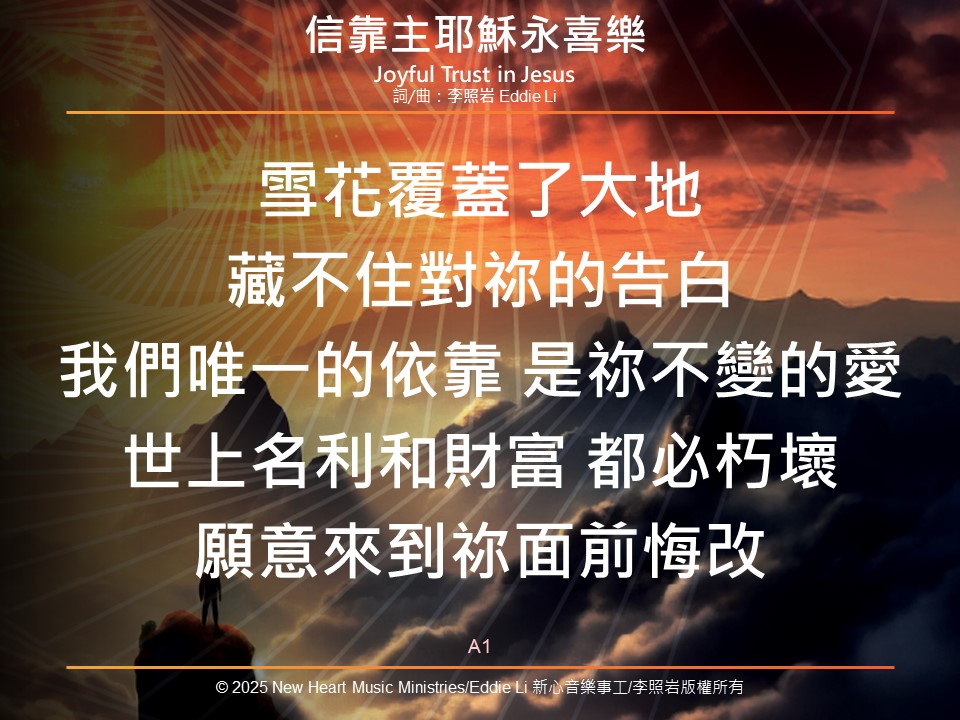 信靠主耶穌永喜樂
Joyful Trust in Jesus
詞/曲：李照岩 Eddie Li
雪花覆蓋了大地
藏不住對祢的告白
我們唯一的依靠 是祢不變的愛
世上名利和財富 都必朽壞
願意來到祢面前悔改
A1
© 2025 New Heart Music Ministries/Eddie Li 新心音樂事工/李照岩版權所有